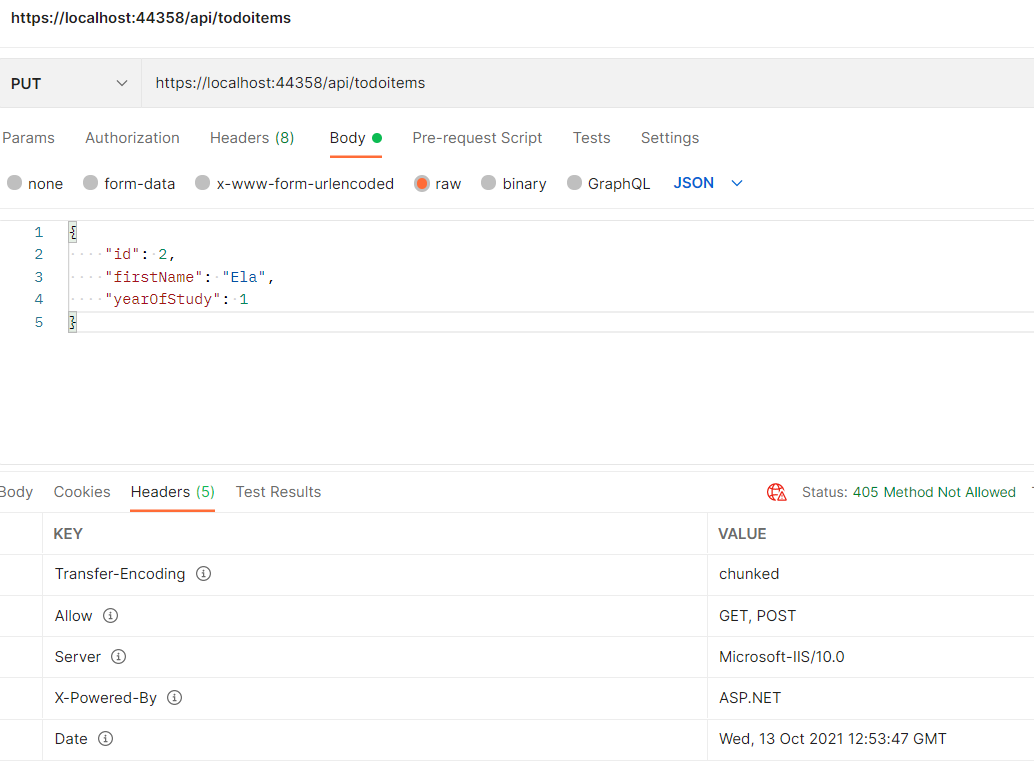 https://localhost:44358/api/todoitems
PUT https://localhost:44358/api/todoitems
Params Authorization Headers (8) Body Pre-request Script Tests Settings
none form-data x-www-form-urlencoded raw binary GraphQL JSON
1 {
2 "id": 2,
3 "firstName": "Ela",
4 "yearOfStudy": 1
5 }
Body Cookies Headers (5) Test Results Status: 405 Method Not Allowed
KEY VALUE
Transfer-Encoding chunked
Allow GET, POST
Server Microsoft-IIS/10.0
X-Powered-By ASP.NET
Date Wed, 13 Oct 2021 12:53:47 GMT